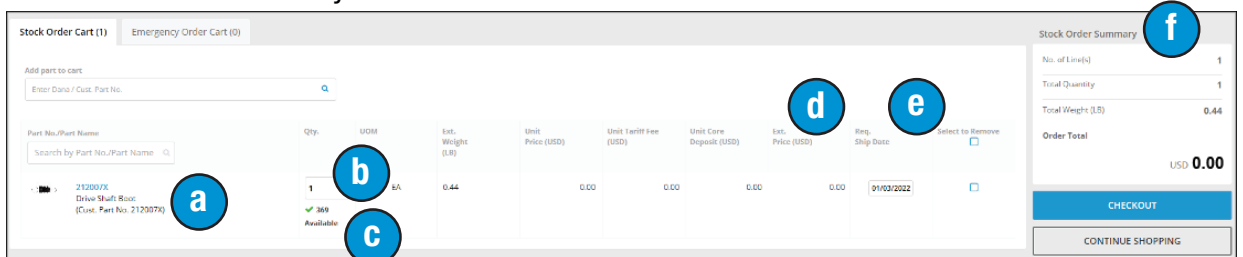 Stock Order Cart (1)
Emergency Order Cart (0)
Add part to cart
Enter Dana / Cust. Part No.
Part No./Part Name
Search by Part No./Part Name
Qty.
UOM
Ext.
Weight
(LB)
Unit
Price (USD)
Unit Tariff Fee
(USD)
Unit Core
Deposit (USD)
Ext.
Price (USD)
Req.
Ship Date
Select to Remove
212007X
Drive Shaft Boot
(Cust. Part No. 212007X)
1
EA
369
Available
0.44
0.00
0.00
0.00
0.00
01/03/2022
a
b
c
d
e
f
Stock Order Summary
No. of Line(s) 1
Total Quantity 1
Total Weight (LB) 0.44
Order Total
USD 0.00
CHECKOUT
CONTINUE SHOPPING